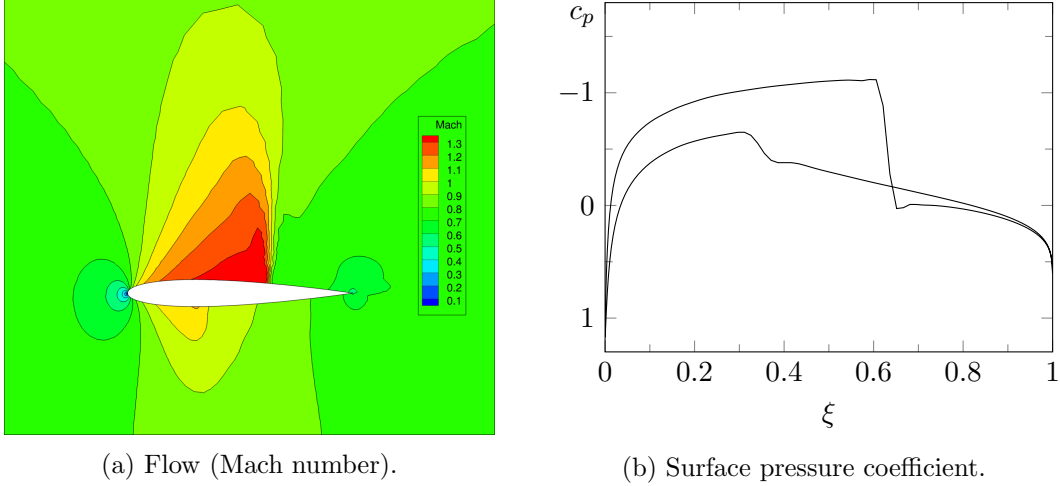 Mach
1.3
1.2
1.1
1
0.9
0.8
0.7
0.6
0.5
0.4
0.3
0.2
0.1
(a) Flow (Mach number).
c_p
−1
0
1
0 0.2 0.4 0.6 0.8 1
ξ
(b) Surface pressure coefficient.